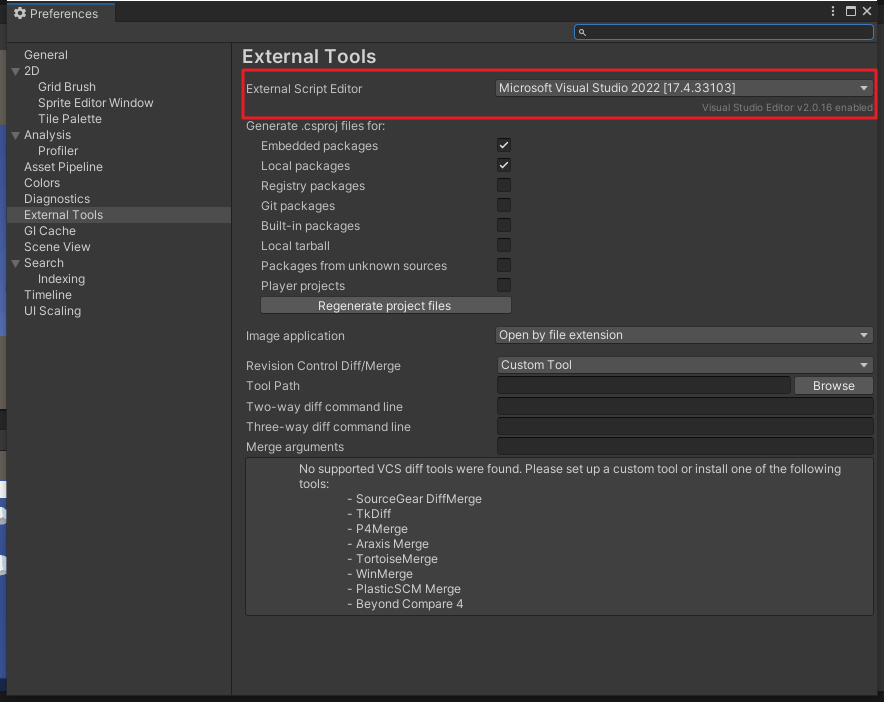 Preferences
General
2D
Grid Brush
Sprite Editor Window
Tile Palette
Analysis
Profiler
Asset Pipeline
Colors
Diagnostics
External Tools
GI Cache
Scene View
Search
Indexing
Timeline
UI Scaling
External Tools
External Script Editor
Microsoft Visual Studio 2022 [17.4.33103]
Visual Studio Editor v2.0.16 enabled
Generate .csproj files for:
Embedded packages
Local packages
Registry packages
Git packages
Built-in packages
Local tarball
Packages from unknown sources
Player projects
Regenerate project files
Image application
Open by file extension
Revision Control Diff/Merge
Custom Tool
Tool Path
Browse
Two-way diff command line
Three-way diff command line
Merge arguments
No supported VCS diff tools were found. Please set up a custom tool or install one of the following
tools:
- SourceGear DiffMerge
- TkDiff
- P4Merge
- Araxis Merge
- TortoiseMerge
- WinMerge
- PlasticSCM Merge
- Beyond Compare 4